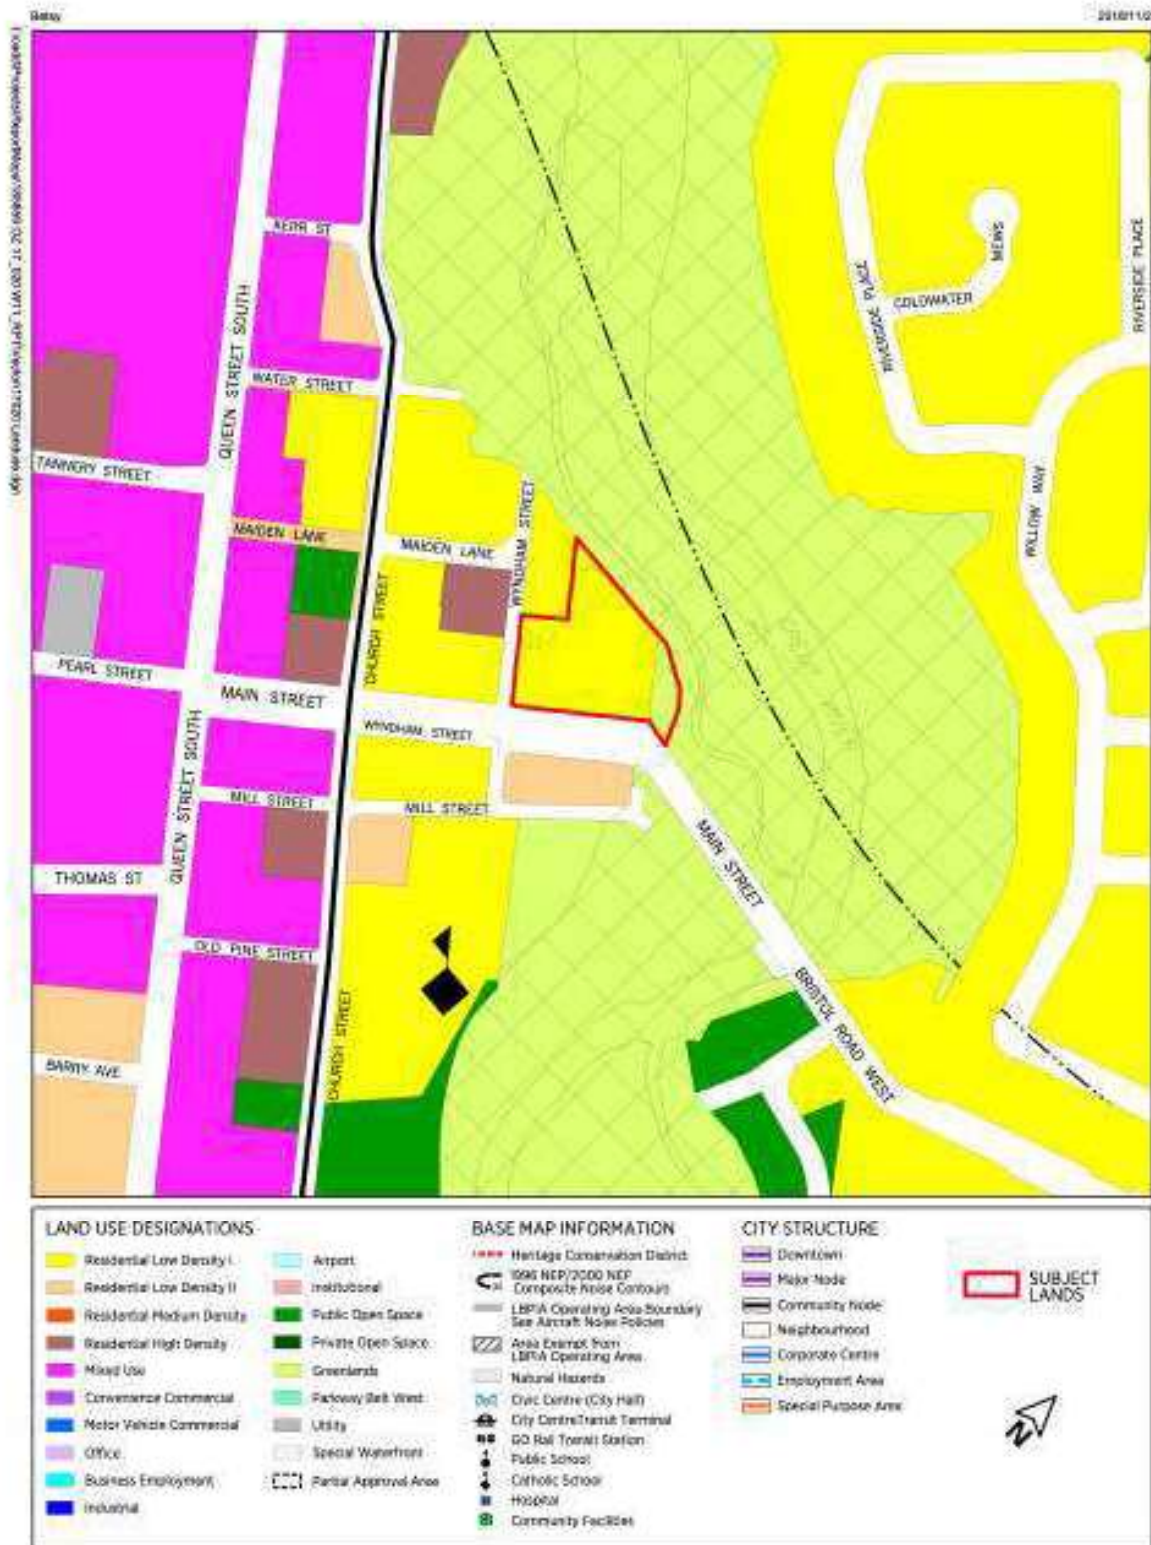 KERR ST
QUEEN STREET SOUTH
WATER STREET
TANNERY STREET
MAIDEN LANE
MAIDEN LANE
WYNDHAM STREET
CHURCH STREET
PEARL STREET
MAIN STREET
WYNDHAM STREET
QUEEN STREET SOUTH
MILL STREET
MILL STREET
THOMAS ST
MAIN STREET
OLD PINE STREET
BRISTOL ROAD WEST
CHURCH STREET
BARRY AVE
RIVERSIDE PLACE
COLDWATER
MEWS
RIVERSIDE PLACE
WILLOW WAY
LAND USE DESIGNATIONS
Residential Low Density I
Residential Low Density II
Residential Medium Density
Residential High Density
Mixed Use
Convenience Commercial
Motor Vehicle Commercial
Office
Business Employment
Industrial
Airport
Institutional
Public Open Space
Private Open Space
Greenlands
Parkway Belt West
Utility
Special Waterfront
Partial Approval Area
BASE MAP INFORMATION
Heritage Conservation District
1996 NEP/2000 NEP
Composite Noise Contours
LBPIA Operating Area Boundary
See Aircraft Noise Policies
Area Exempt from
LBPIA Operating Area
Natural Hazards
Civic Centre (City Hall)
City Centre Transit Terminal
GO Rail Transit Station
Public School
Catholic School
Hospital
Community Facilities
CITY STRUCTURE
Downtown
Major Node
Community Node
Neighbourhood
Corporate Centre
Employment Area
Special Purpose Area
SUBJECT
LANDS
N